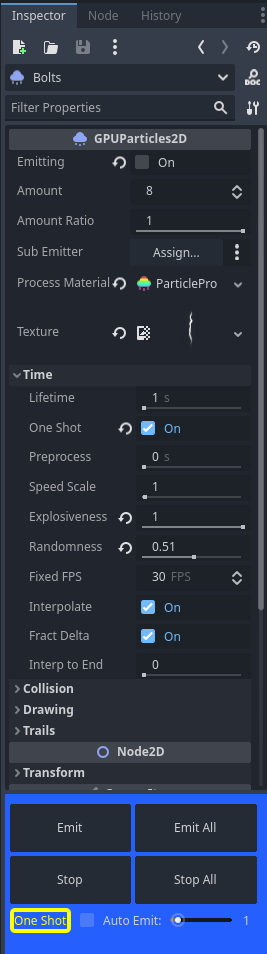 Inspector Node History
Bolts DOC
Filter Properties
GPUParticles2D
Emitting On
Amount 8
Amount Ratio 1
Sub Emitter Assign...
Process Material ParticlePro
Texture
Time
Lifetime 1 s
One Shot On
Preprocess 0 s
Speed Scale 1
Explosiveness 1
Randomness 0.51
Fixed FPS 30 FPS
Interpolate On
Fract Delta On
Interp to End 0
Collision
Drawing
Trails
Node2D
Transform
Emit Emit All
Stop Stop All
One Shot Auto Emit: 1